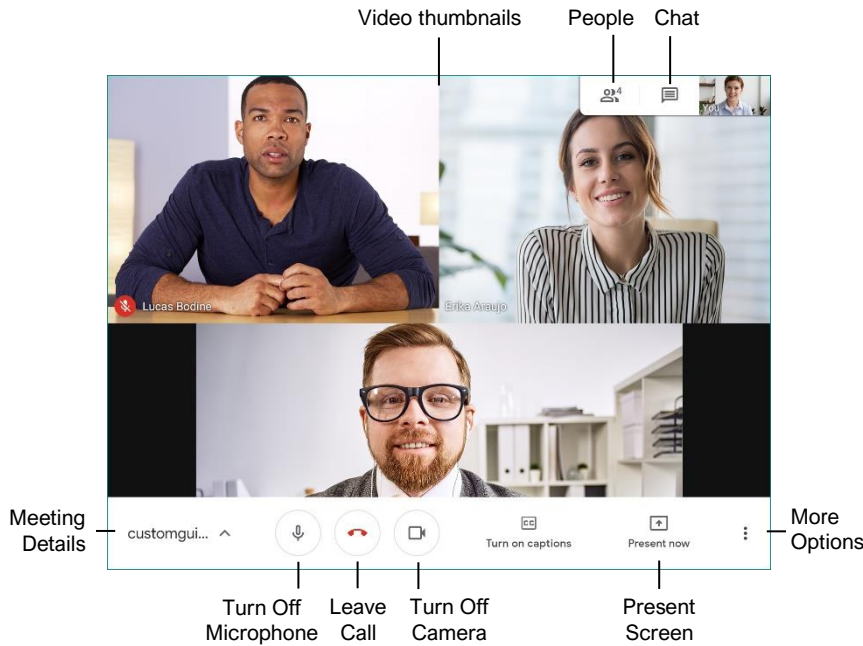 Video thumbnails People Chat
4
You
Lucas Bodine
Erika Araujo
Meeting
Details
customgui...
CC
Turn on captions
Present now
More
Options
Turn Off
Microphone
Leave
Call
Turn Off
Camera
Present
Screen